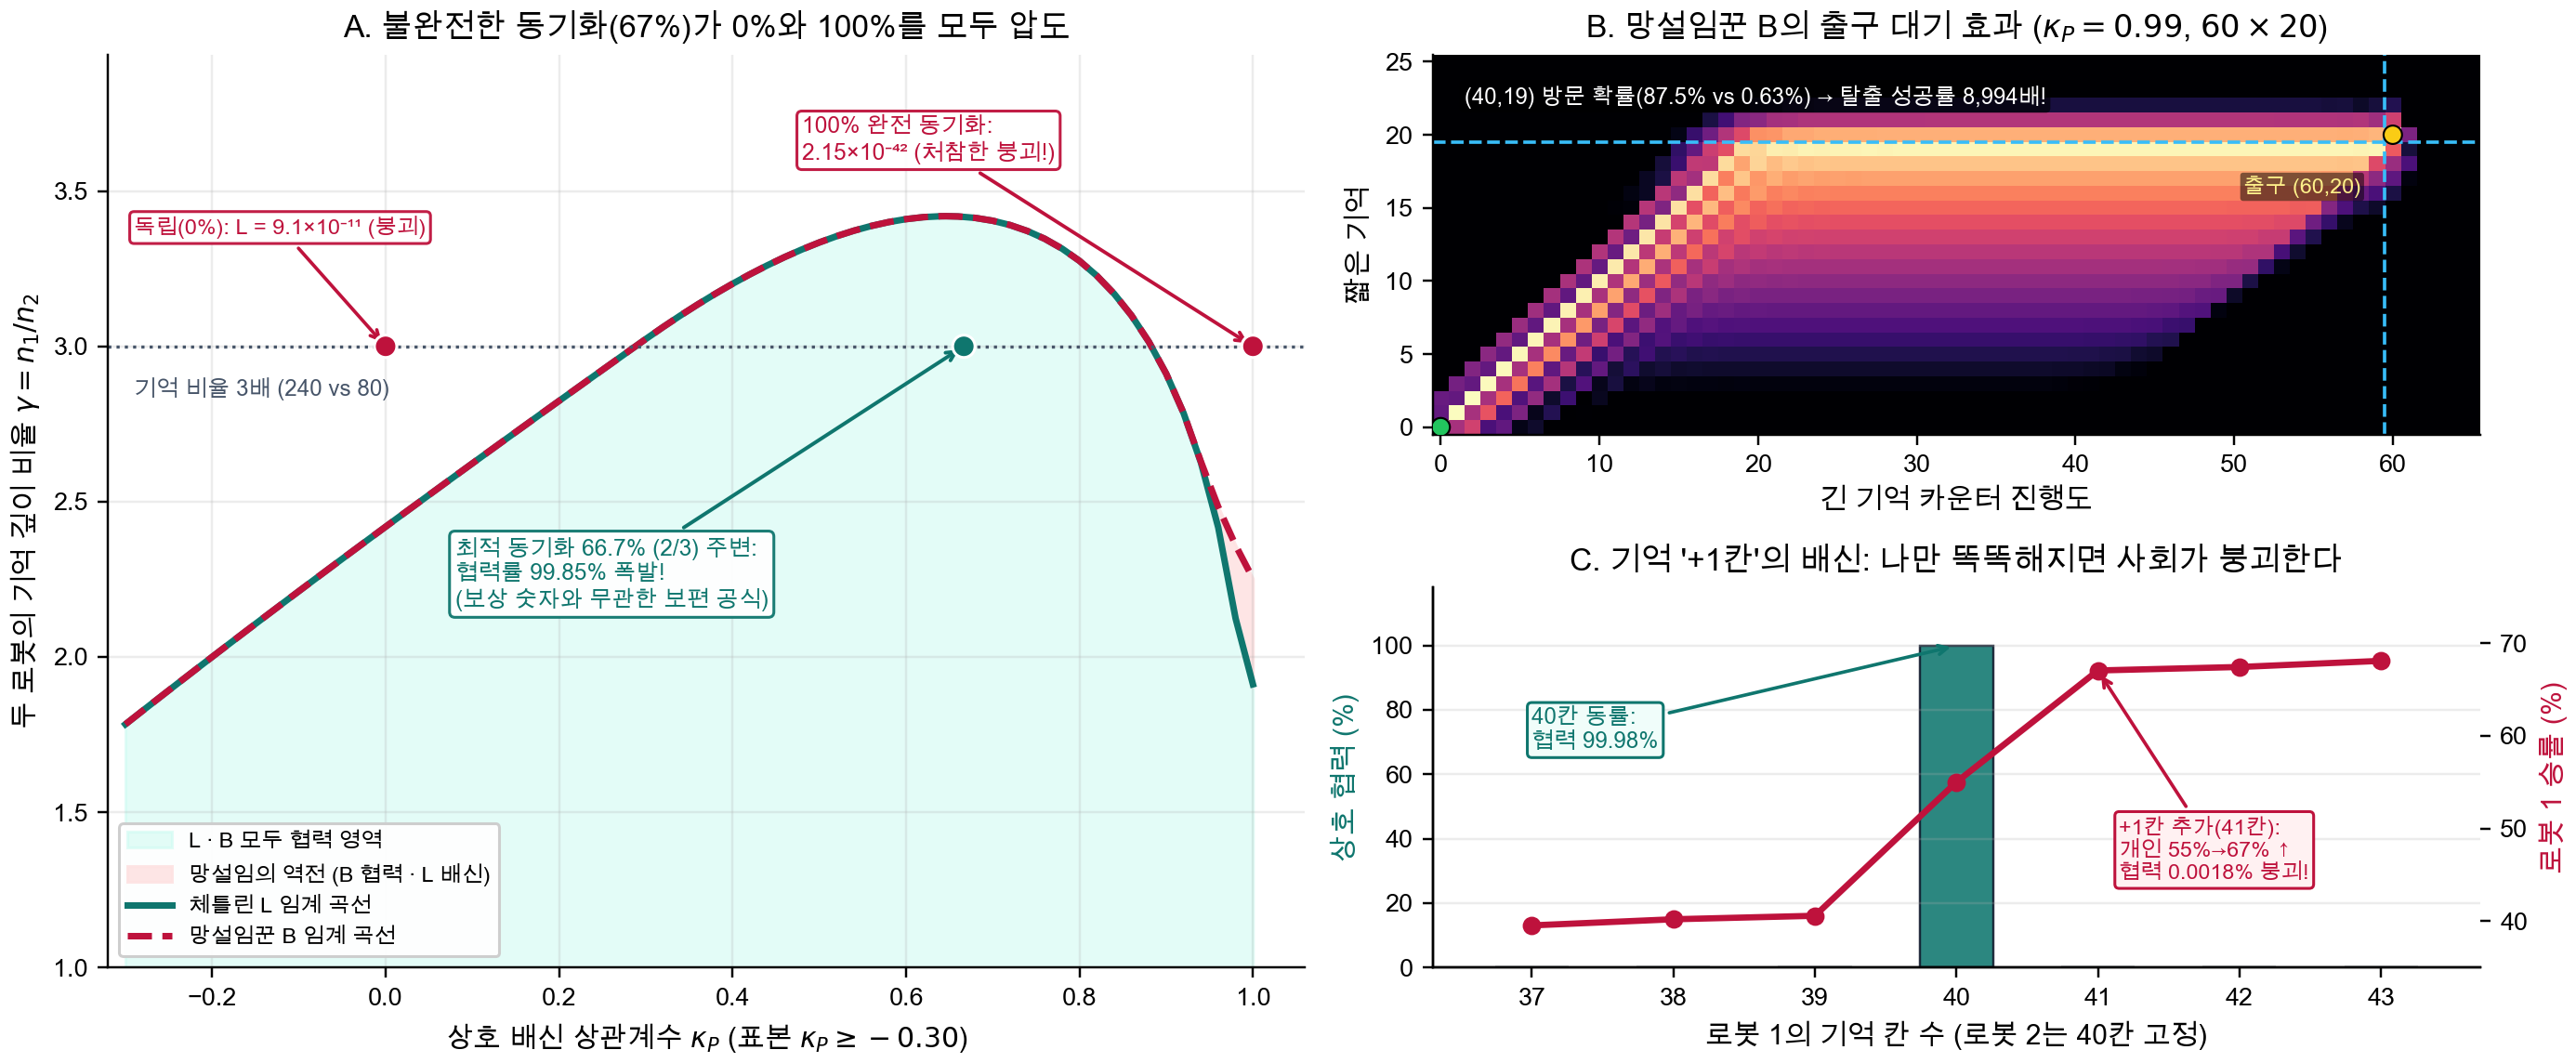 A. 불완전한 동기화(67%)가 0%와 100%를 모두 압도
두 로봇의 기억 깊이 비율 γ = n₁/n₂
3.5
3.0
2.5
2.0
1.5
1.0
100% 완전 동기화:
2.15×10⁻⁴² (처참한 붕괴!)
독립(0%): L = 9.1×10⁻¹¹ (붕괴)
기억 비율 3배 (240 vs 80)
최적 동기화 66.7% (2/3) 주변:
협력률 99.85% 폭발!
(보상 숫자와 무관한 보편 공식)
L · B 모두 협력 영역
망설임의 역전 (B 협력 · L 배신)
체틀린 L 임계 곡선
망설임꾼 B 임계 곡선
−0.2
0.0
0.2
0.4
0.6
0.8
1.0
상호 배신 상관계수 κ_P (표본 κ_P ≥ − 0.30)
B. 망설임꾼 B의 출구 대기 효과 (κ_P = 0.99, 60 × 20)
짧은 기억
25
20
15
10
5
0
(40,19) 방문 확률(87.5% vs 0.63%)→ 탈출 성공률 8,994배!
출구 (60,20)
0
10
20
30
40
50
60
긴 기억 카운터 진행도
C. 기억 '+1칸'의 배신: 나만 똑똑해지면 사회가 붕괴한다
상호 협력 (%)
100
80
60
40
20
0
40칸 동률:
협력 99.98%
+1칸 추가(41칸):
개인 55%→67% ↑
협력 0.0018% 붕괴!
70
60
50
40
로봇 1 승률 (%)
37
38
39
40
41
42
43
로봇 1의 기억 칸 수 (로봇 2는 40칸 고정)